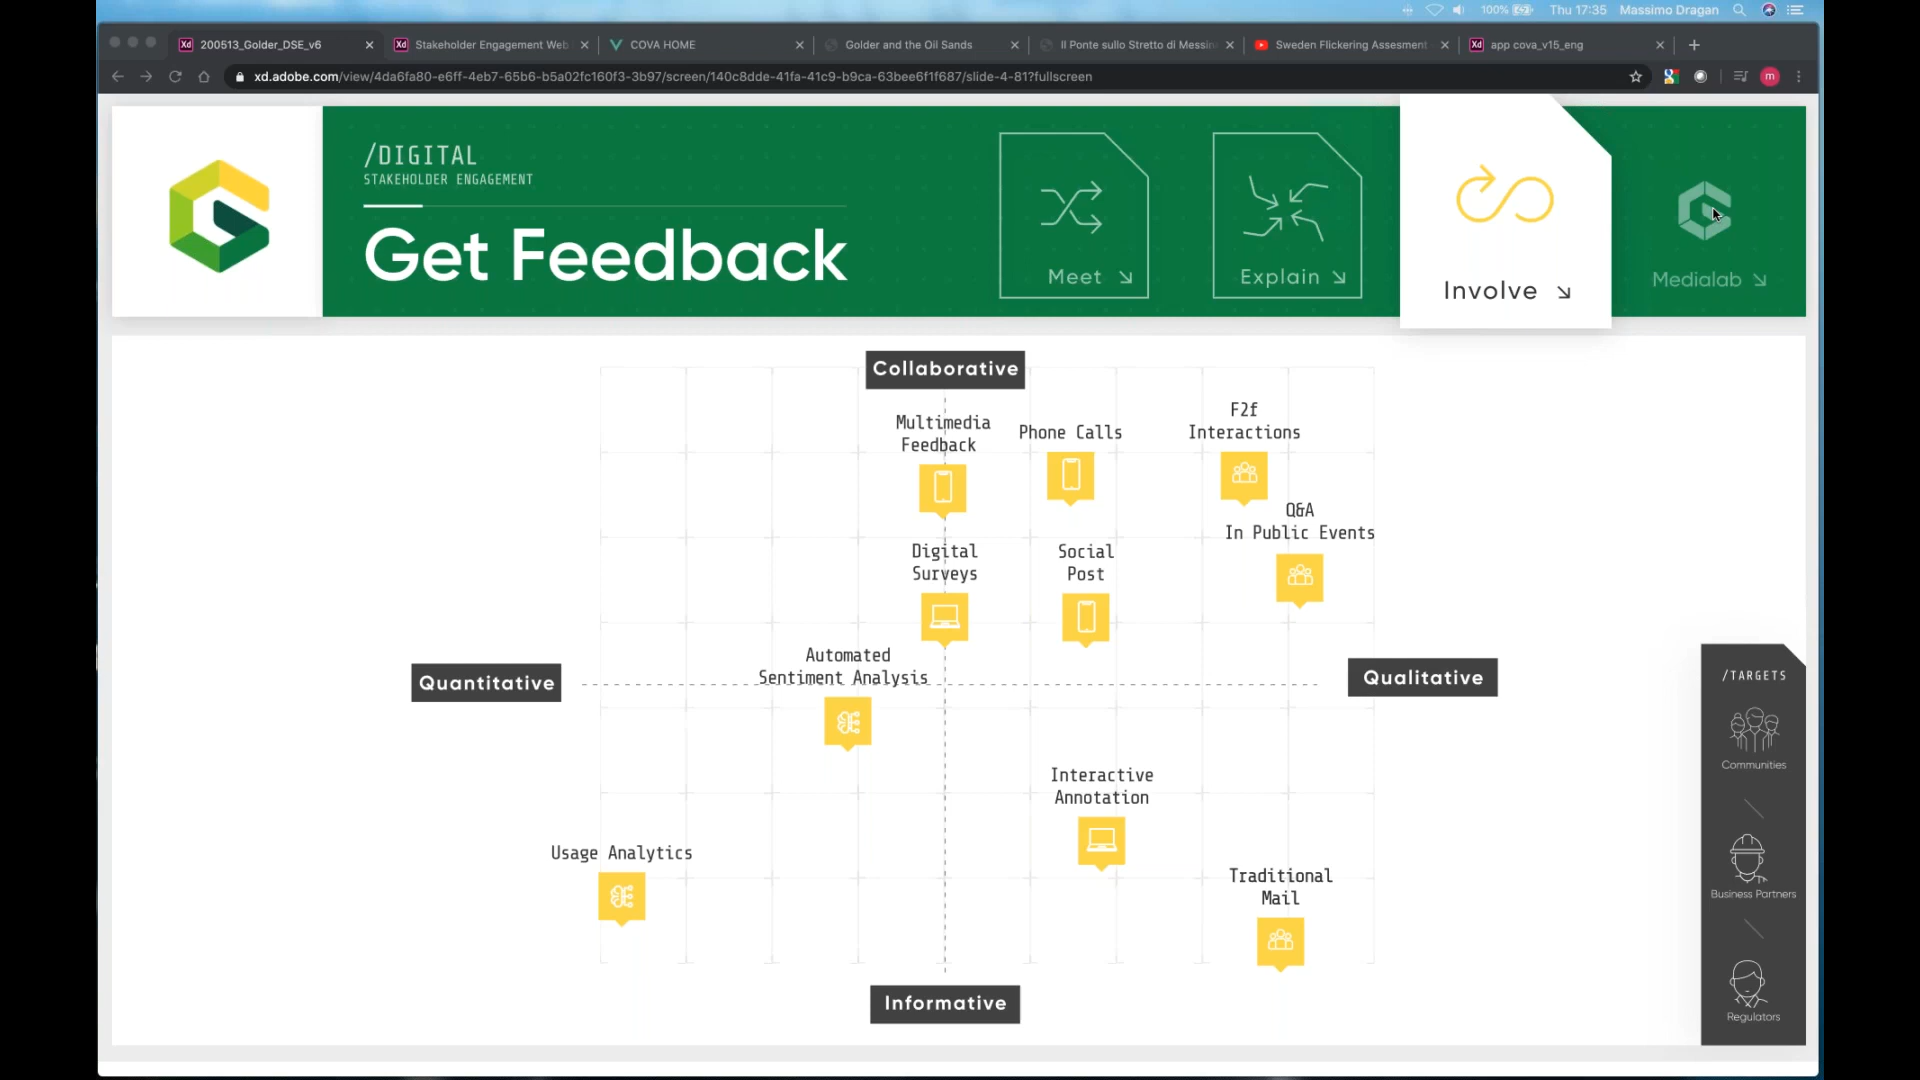 100% Thu 17:35 Massimo Dragan
200513_Golder_DSE_v6
Stakeholder Engagement Web
COVA HOME
Golder and the Oil Sands
Il Ponte sullo Stretto di Messin
Sweden Flickering Assesment
app cova_v15_eng
xd.adobe.com/view/4da6fa80-e6ff-4eb7-65b6-b5a02fc160f3-3b97/screen/140c8dde-41fa-41c9-b9ca-63bee6f1f687/slide-4-81?fullscreen
m
/DIGITAL
STAKEHOLDER ENGAGEMENT
Get Feedback
Meet
Explain
Involve
Medialab
Collaborative
Multimedia
Feedback
Phone Calls
F2f
Interactions
Q&A
In Public Events
Digital
Surveys
Social
Post
Automated
Sentiment Analysis
Quantitative
Qualitative
Interactive
Annotation
Usage Analytics
Traditional
Mail
Informative
/TARGETS
Communities
Business Partners
Regulators